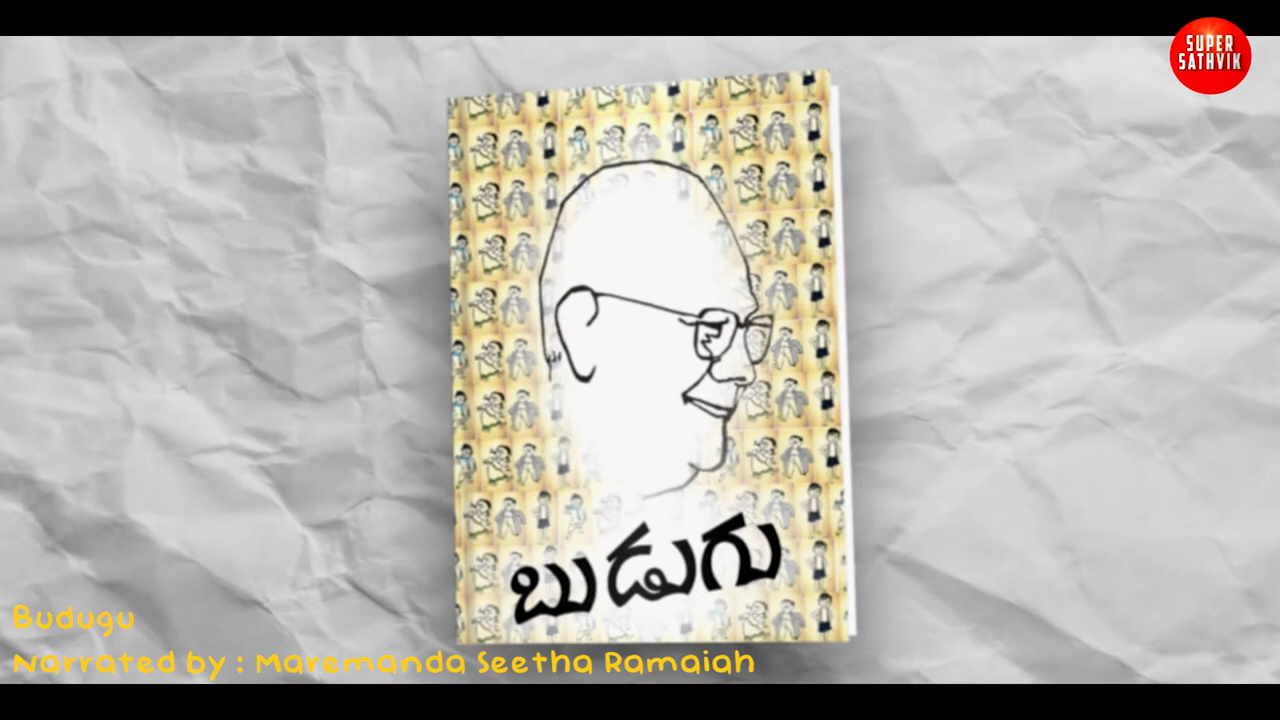 SUPER
SATHVIK
బుడుగు
Budugu
Narrated by : Maremanda Seetha Ramaiah